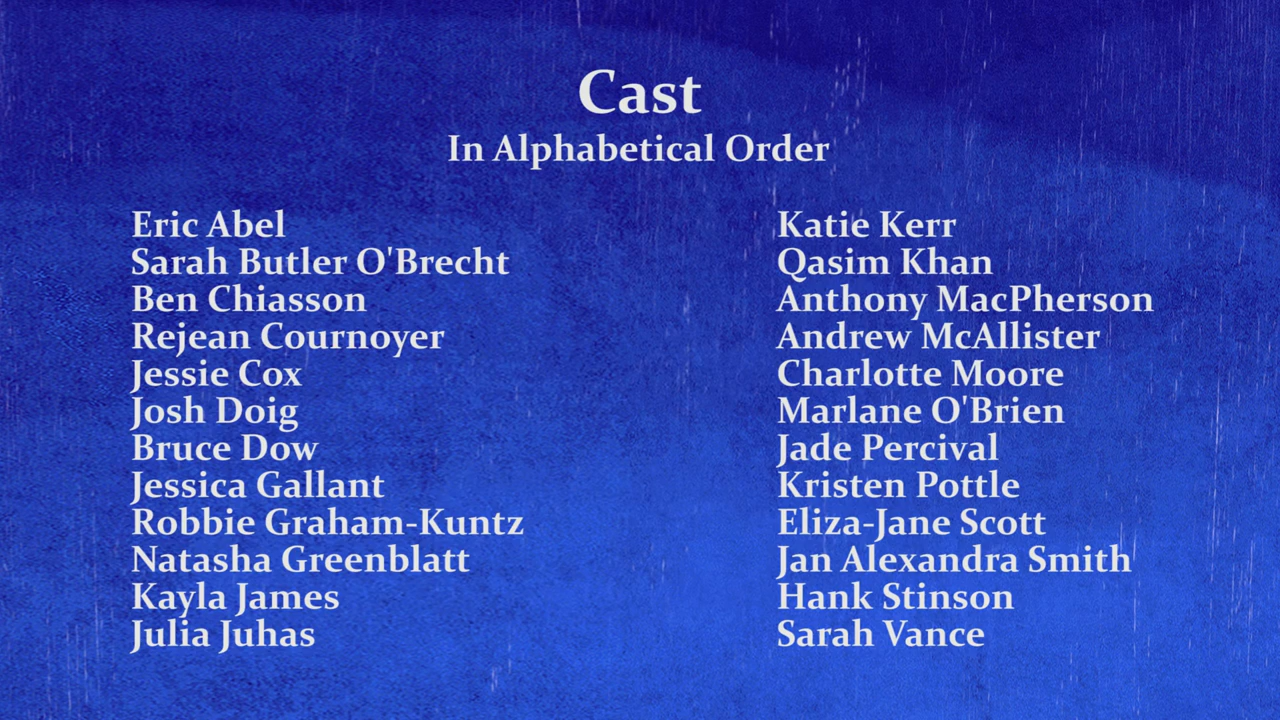 Cast
In Alphabetical Order
Eric Abel
Sarah Butler O'Brecht
Ben Chiasson
Rejean Cournoyer
Jessie Cox
Josh Doig
Bruce Dow
Jessica Gallant
Robbie Graham-Kuntz
Natasha Greenblatt
Kayla James
Julia Juhas
Katie Kerr
Qasim Khan
Anthony MacPherson
Andrew McAllister
Charlotte Moore
Marlane O'Brien
Jade Percival
Kristen Pottle
Eliza-Jane Scott
Jan Alexandra Smith
Hank Stinson
Sarah Vance